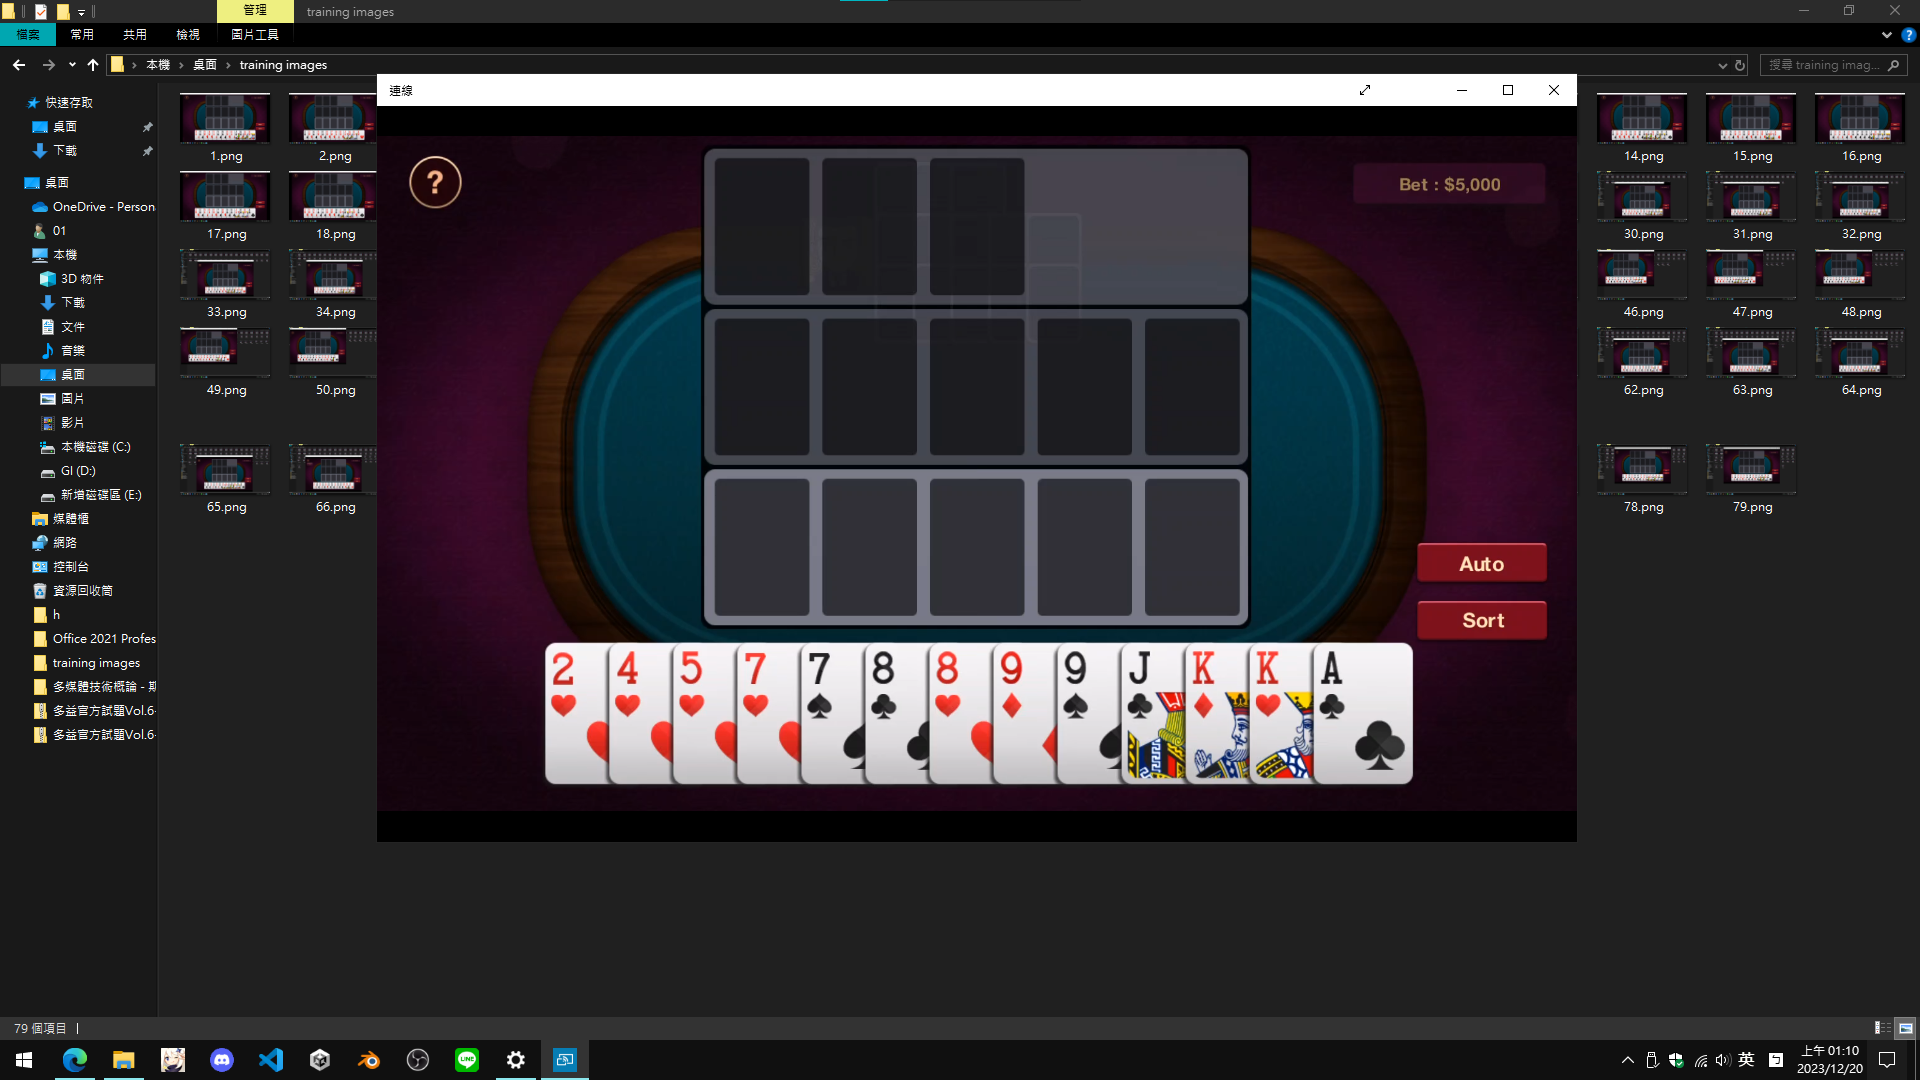 管理
training images
檔案
常用
共用
檢視
圖片工具
本機
桌面
training images
搜尋 training imag...
快速存取
桌面
下載
桌面
OneDrive - Person
01
本機
3D 物件
下載
文件
音樂
桌面
圖片
影片
本機磁碟 (C:)
GI (D:)
新增磁碟區 (E:)
媒體櫃
網路
控制台
資源回收筒
h
Office 2021 Profes
training images
多媒體技術概論 - 期
多益官方試題Vol.6-
多益官方試題Vol.6-
1.png
2.png
14.png
15.png
16.png
17.png
18.png
30.png
31.png
32.png
33.png
34.png
46.png
47.png
48.png
49.png
50.png
62.png
63.png
64.png
65.png
66.png
78.png
79.png
連線
?
Bet : $5,000
Auto
Sort
2
4
5
7
7
8
8
9
9
J
K
K
A
79 個項目
LINE
英
上午 01:10
2023/12/20